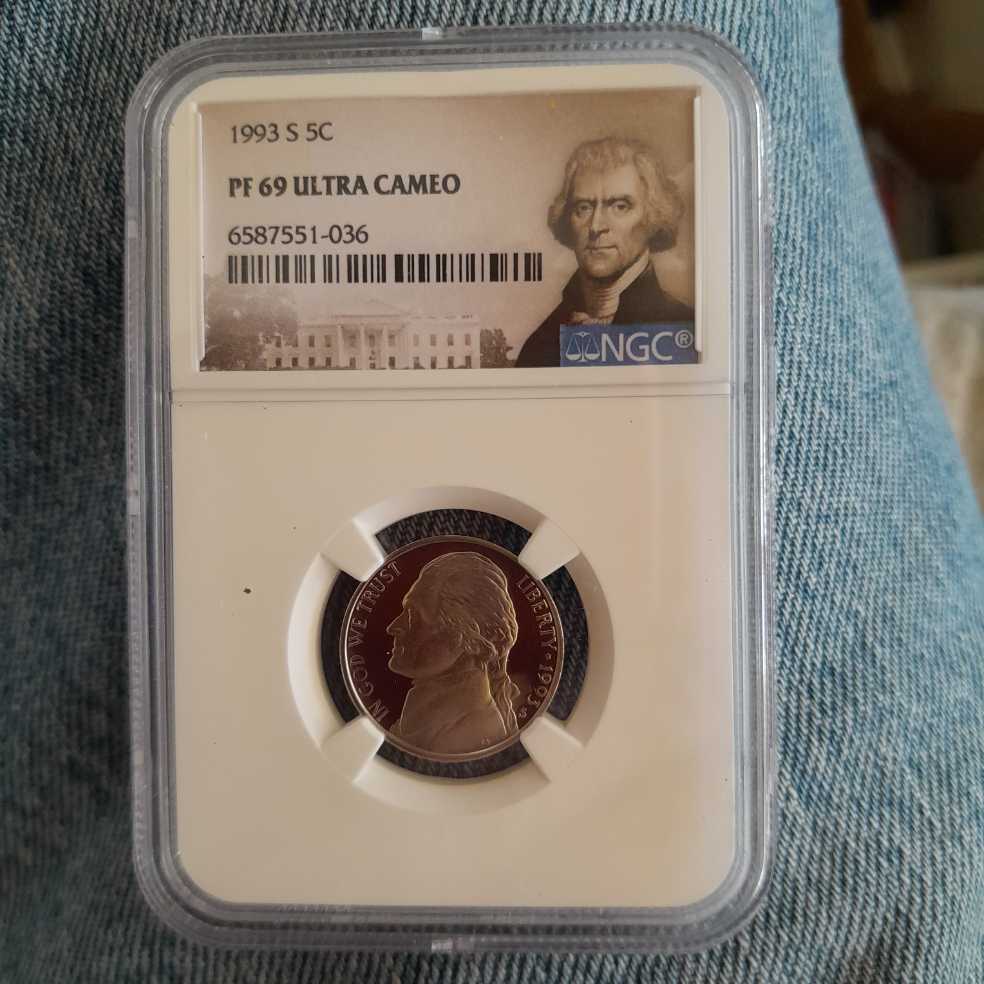 1993 S 5C
PF 69 ULTRA CAMEO
6587551-036
NGC®
IN GOD WE TRUST
LIBERTY • 1993
S